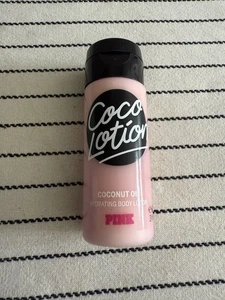 Coco
Lotion
COCONUT OIL
HYDRATING BODY LOTION
PINK